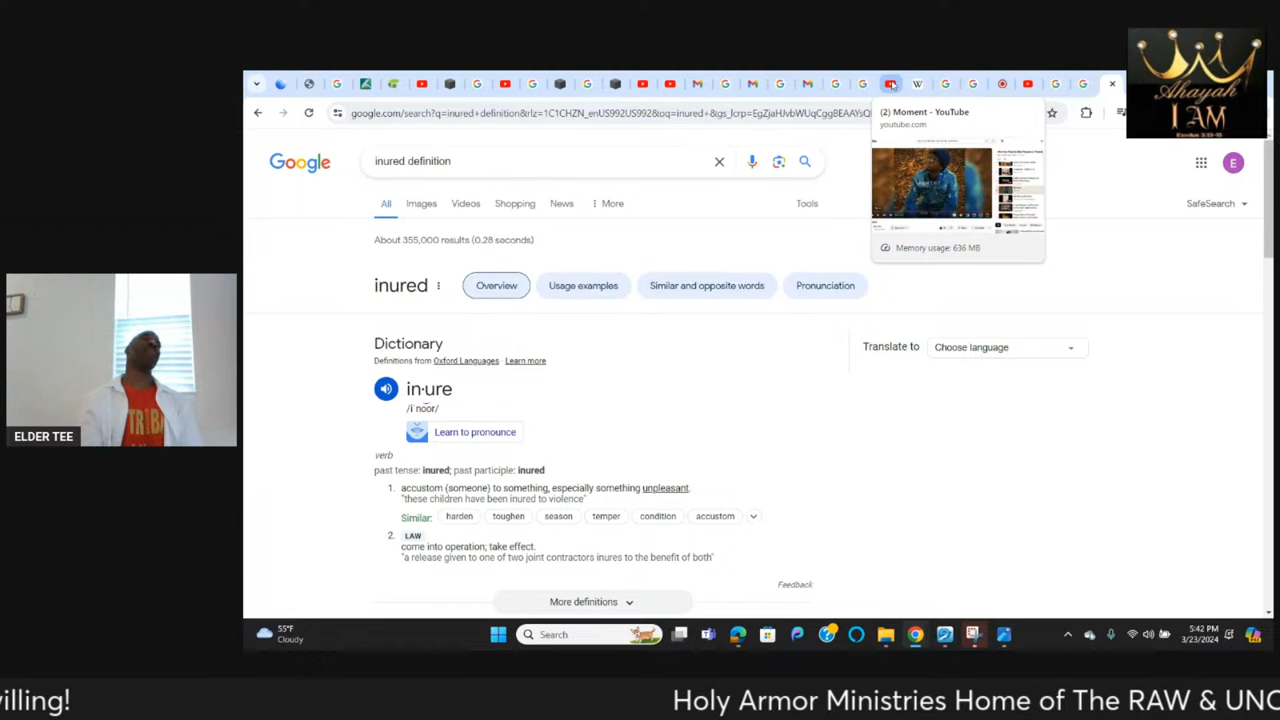 Ahayah
I AM
Exodus 3:13-15
(2) Moment - YouTube
youtube.com
Memory usage: 636 MB
inured definition
E
All
Images
Videos
Shopping
News
More
Tools
SafeSearch
About 355,000 results (0.28 seconds)
inured
Overview
Usage examples
Similar and opposite words
Pronunciation
Dictionary
Definitions from Oxford Languages · Learn more
Translate to
Choose language
in·ure
Learn to pronounce
verb
past tense: inured; past participle: inured
1. accustom (someone) to something, especially something unpleasant.
"these children have been inured to violence"
Similar:
harden
toughen
season
temper
condition
accustom
2. LAW
come into operation; take effect.
"a release given to one of two joint contractors inures to the benefit of both"
Feedback
More definitions
TRIB
ELDER TEE
55°F
Cloudy
Search
5:42 PM
3/23/2024
villing!
Holy Armor Ministries Home of The RAW & UNC